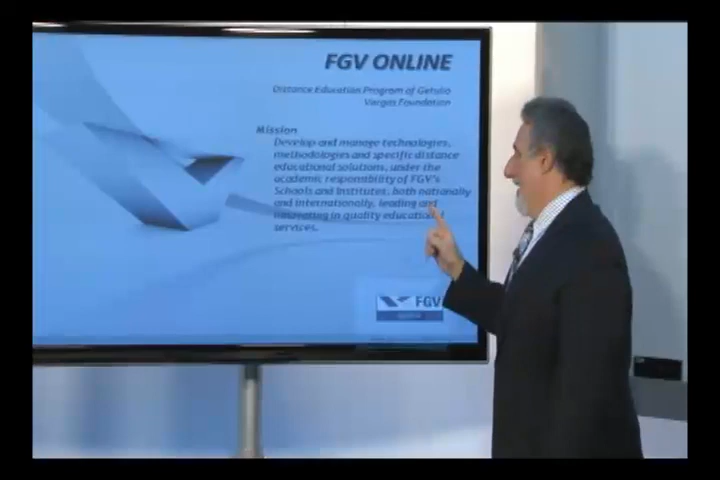 FGV ONLINE
Distance Education Program of Getulio
Vargas Foundation
Mission
Develop and manage technologies,
methodologies and specific distance
educational solutions, under the
academic responsibility of FGV's
Schools and Institutes, both nationally
and internationally, leading and
innovating in quality educational
services.
FGV